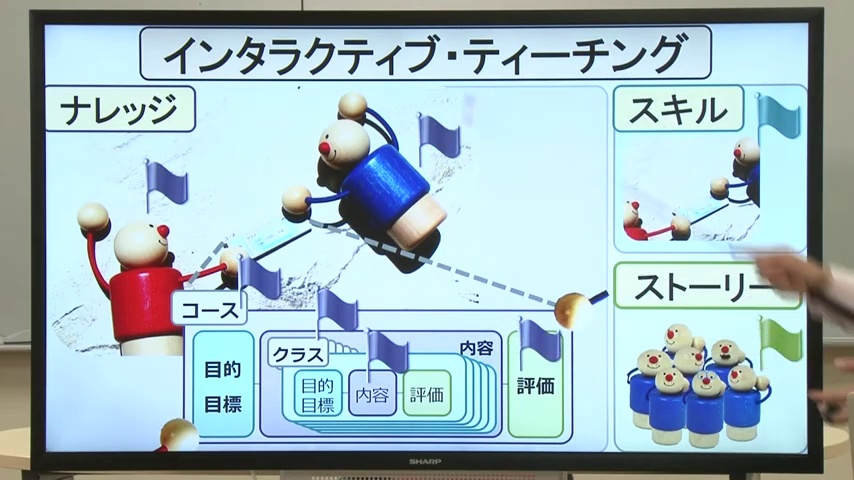 インタラクティブ・ティーチング
ナレッジ
スキル
ストーリー
コース
目的
目標
クラス
内容
目的
目標
内容
評価
評価
SHARP